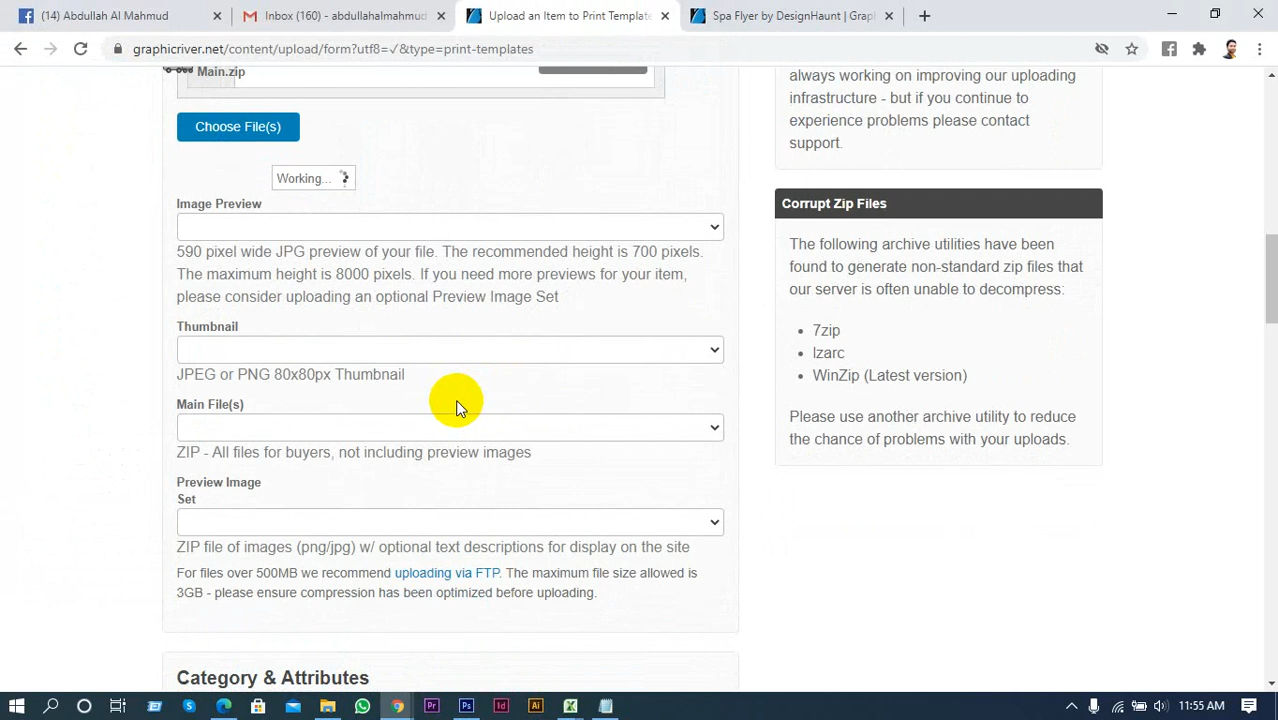 (14) Abdullah Al Mahmud
Inbox (160) - abdullahalmahmud
Upload an Item to Print Template
Spa Flyer by DesignHaunt | Graph
graphicriver.net/content/upload/form?utf8=✓&type=print-templates
Main.zip
Choose File(s)
Working...
Image Preview
590 pixel wide JPG preview of your file. The recommended height is 700 pixels.
The maximum height is 8000 pixels. If you need more previews for your item,
please consider uploading an optional Preview Image Set
Thumbnail
JPEG or PNG 80x80px Thumbnail
Main File(s)
ZIP - All files for buyers, not including preview images
Preview Image
Set
ZIP file of images (png/jpg) w/ optional text descriptions for display on the site
For files over 500MB we recommend uploading via FTP. The maximum file size allowed is
3GB - please ensure compression has been optimized before uploading.
Category & Attributes
always working on improving our uploading
infrastructure - but if you continue to
experience problems please contact
support.
Corrupt Zip Files
The following archive utilities have been
found to generate non-standard zip files that
our server is often unable to decompress:
• 7zip
• Izarc
• WinZip (Latest version)
Please use another archive utility to reduce
the chance of problems with your uploads.
Pr
Ps
Id
Ai
11:55 AM